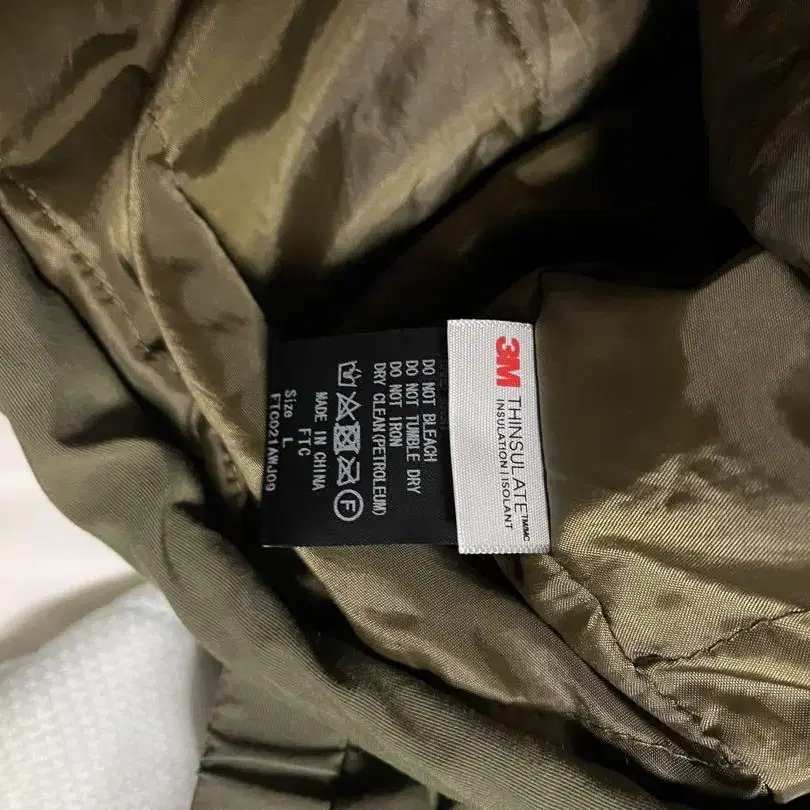 DO NOT BLEACH
DO NOT TUMBLE DRY
DO NOT IRON
DRY CLEAN(PETROLEUM)
F
MADE IN CHINA
FTC
Size L
FTC021AWJ09
3M
THINSULATE™MC
INSULATION|ISOLANT